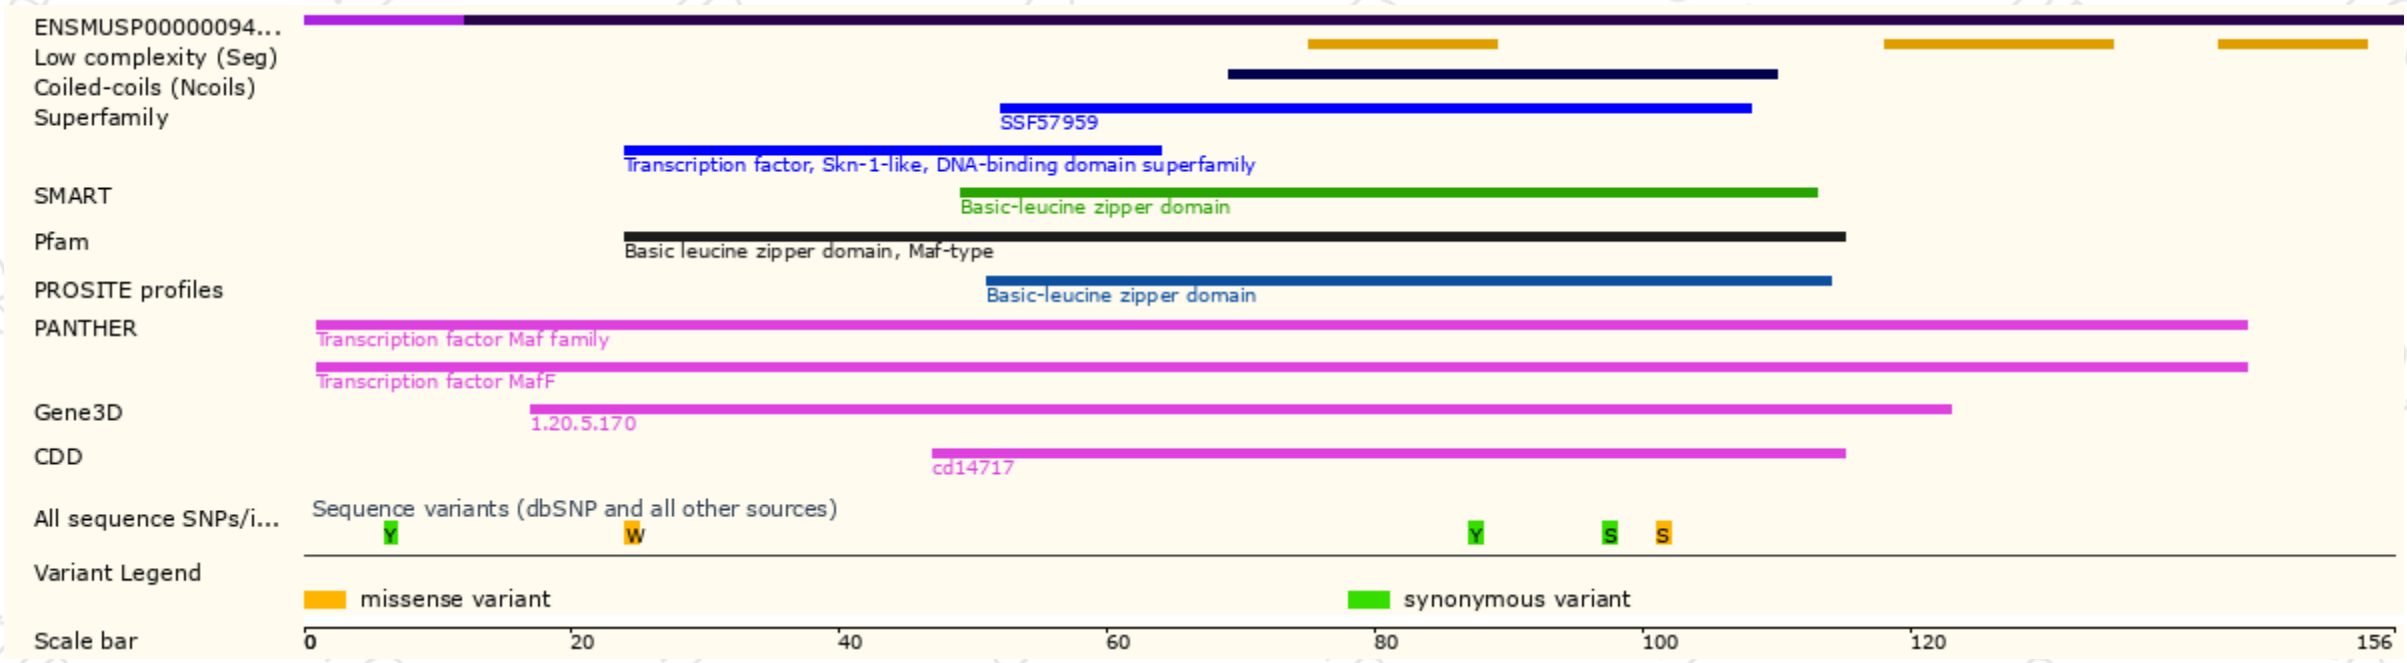 ENSMUSP00000094...
Low complexity (Seg)
Coiled-coils (Ncoils)
Superfamily
SSF57959
Transcription factor, Skn-1-like, DNA-binding domain superfamily
SMART
Basic-leucine zipper domain
Pfam
Basic leucine zipper domain, Maf-type
PROSITE profiles
Basic-leucine zipper domain
PANTHER
Transcription factor Maf family
Transcription factor MafF
Gene3D
1.20.5.170
CDD
cd14717
Sequence variants (dbSNP and all other sources)
All sequence SNPs/i...
Y W Y S S
Variant Legend
missense variant synonymous variant
Scale bar 0 20 40 60 80 100 120 156